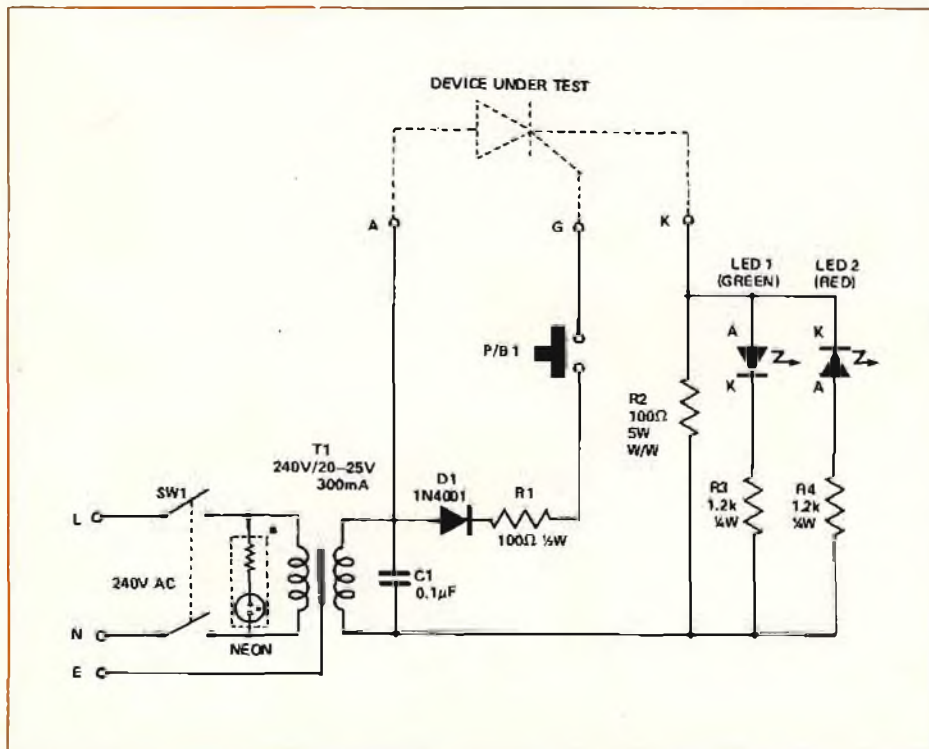 DEVICE UNDER TEST
A
G
K
LED 1
(GREEN)
LED 2
(RED)
A
K
K
A
P/B 1
R2
100Ω
5W
W/W
T1
240V/20–25V
300mA
SW1
D1
1N4001
R1
100Ω ½W
R3
1.2k
¼W
R4
1.2k
¼W
L
*
C1
0.1µF
240V AC
N
NEON
E